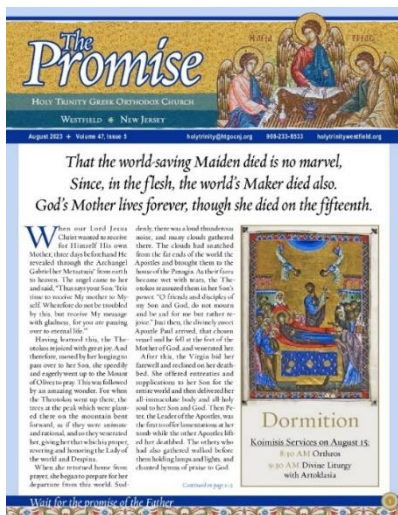 The
Promise
HOLY TRINITY GREEK ORTHODOX CHURCH
WESTFIELD ✦ NEW JERSEY
August 2023 + Volume 47, Issue 5
holytrinity@htgocnj.org
908-233-8533
holytrinitywestfield.org
That the world-saving Maiden died is no marvel,
Since, in the flesh, the world's Maker died also.
God's Mother lives forever, though she died on the fifteenth.
When our Lord Jesus
Christ wanted to receive
for Himself His own
Mother, three days beforehand He
revealed through the Archangel
Gabriel her Metastasis from earth
to heaven. The angel came to her
and said, "Thus says your Son: 'It is
time to receive My mother to My-
self. Wherefore do not be troubled
by this, but receive My message
with gladness, for you are passing
over to eternal life.'"
Having learned this, the The-
otokos rejoiced with great joy. And
therefore, moved by her longing to
pass over to her Son, she speedily
and eagerly went up to the Mount
of Olives to pray. This was followed
by an amazing wonder. For when
the Theotokos went up there, the
trees at the peak which were plant-
ed there on the mountain bent
forward, as if they were animate
and rational, and so they venerated
her, giving her that which is proper,
revering and honoring the Lady of
the world and Despina.
When she returned home from
prayer, she began to prepare for her
departure from this world. Sud-
denly, there was a loud thunderous
noise, and many clouds gathered
there. The clouds had snatched
from the far ends of the world the
Apostles and brought them to the
house of the Panagia. As their faces
became wet with tears, the The-
otokos reassured them in her Son's
power. "O friends and disciples of
my Son and God, do not mourn
and be sad for me but rather re-
joice." Just then, the divinely sweet
Apostle Paul arrived, that chosen
vessel and he fell at the feet of the
Mother of God, and venerated her.
After this, the Virgin bid her
farewell and reclined on her death-
bed. She offered entreaties and
supplications to her Son for the
entire world and then delivered her
all-immaculate body and all-holy
soul to her Son and God. Then Pe-
ter, the Leader of the Apostles, was
the first to offer lamentations at her
tomb while the other Apostles lift
ed her deathbed. The others who
had also gathered walked before
them holding lamps and lights, and
chanted hymns of praise to God.
Continued on page
Dormition
Koimisis Services on August 15:
8:30 AM Orthros
9:30 AM Divine Liturgy
with Artoklasia
Wait for the promise of the Father